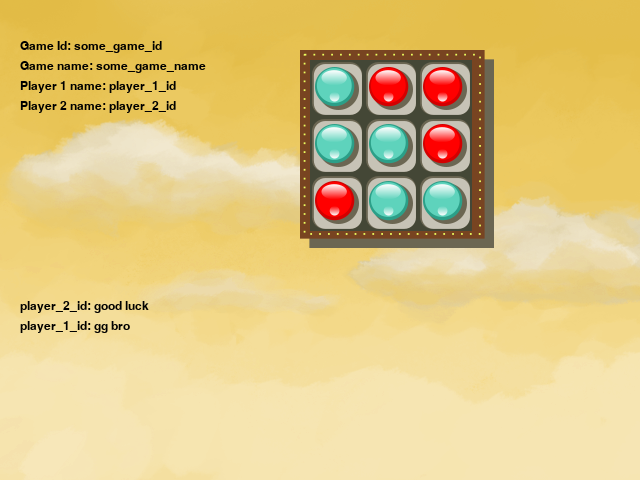 Game Id: some_game_id
Game name: some_game_name
Player 1 name: player_1_id
Player 2 name: player_2_id
player_2_id: good luck
player_1_id: gg bro